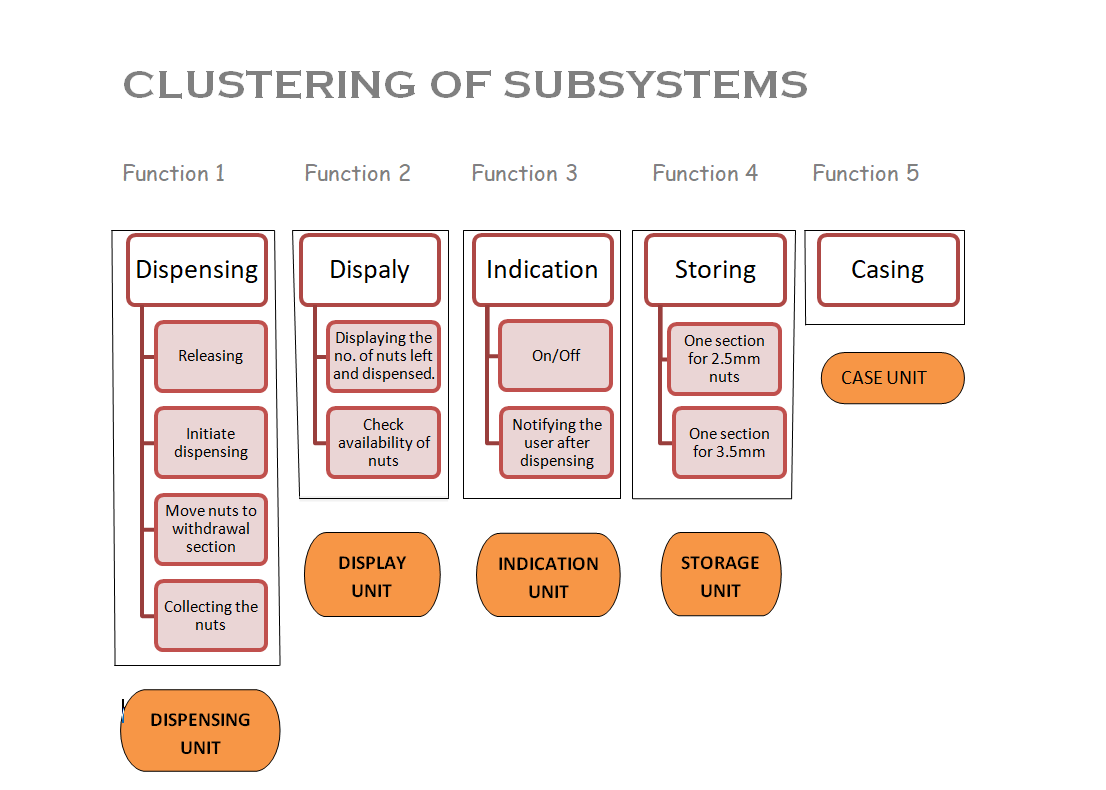 CLUSTERING OF SUBSYSTEMS
Function 1
Function 2
Function 3
Function 4
Function 5
Dispensing
Releasing
Initiate
dispensing
Move nuts to
withdrawal
section
Collecting the
nuts
DISPENSING
UNIT
Dispaly
Displaying the
no. of nuts left
and dispensed.
Check
availability of
nuts
DISPLAY
UNIT
Indication
On/Off
Notifying the
user after
dispensing
INDICATION
UNIT
Storing
One section
for 2.5mm
nuts
One section
for 3.5mm
STORAGE
UNIT
Casing
CASE UNIT